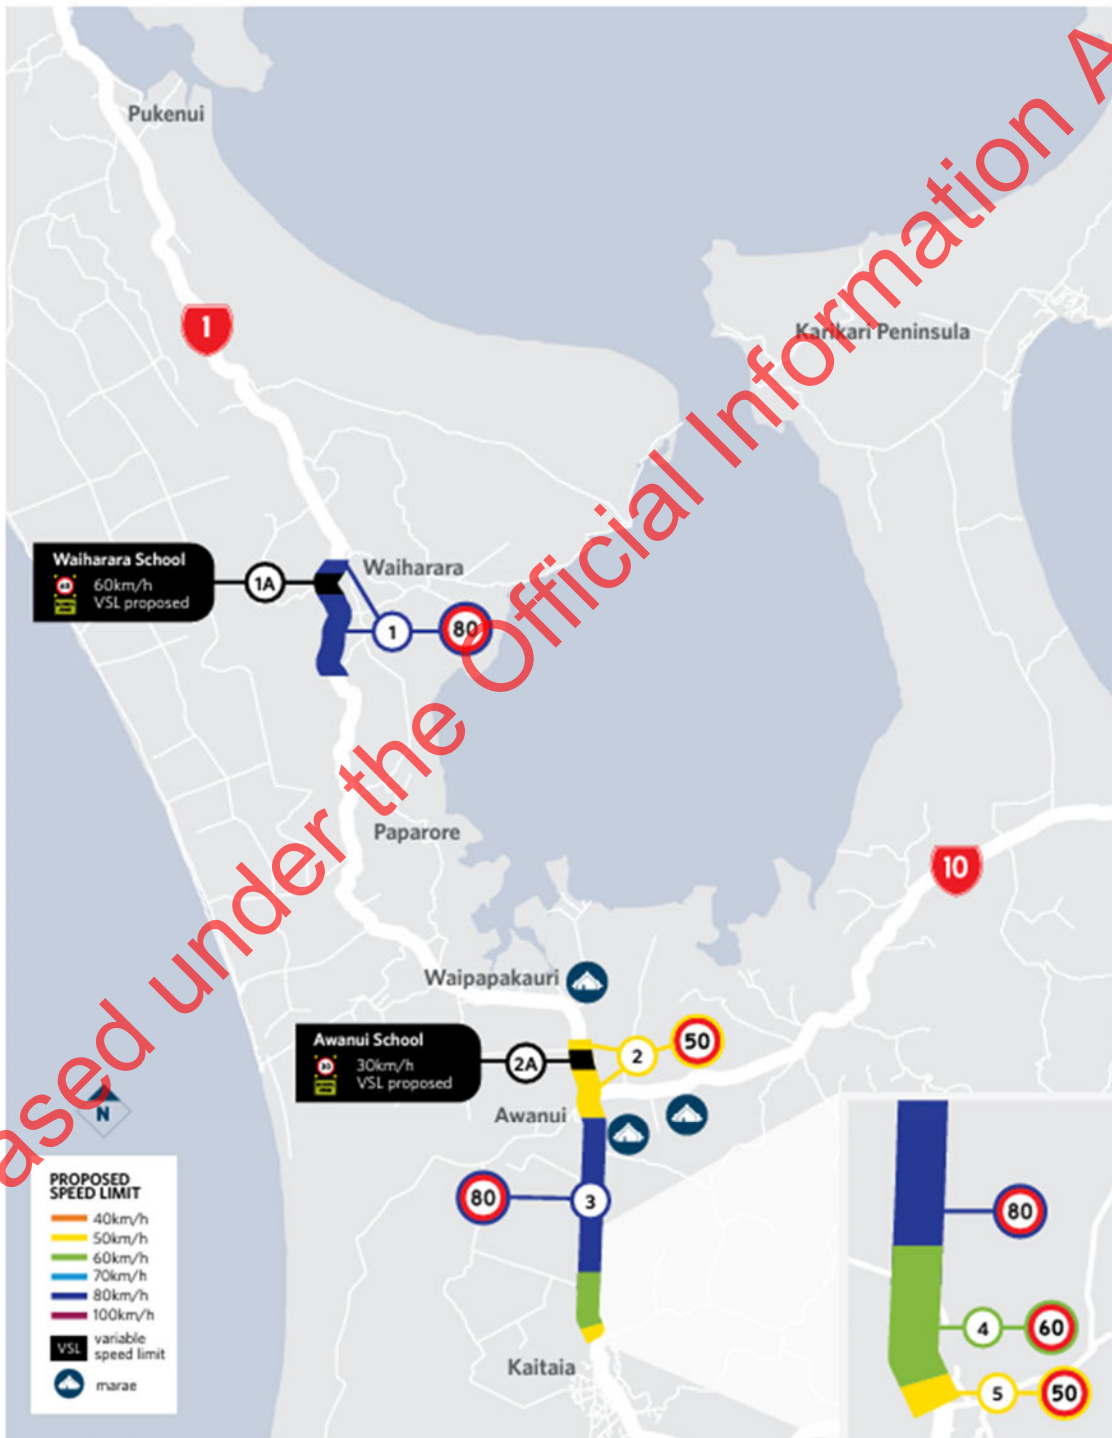 Pukenui
1
Karikari Peninsula
Waiharara School
60km/h
VSL proposed
1A
Waiharara
1
80
Paparore
10
Waipapakauri
Awanui School
30km/h
VSL proposed
2A
2
50
Awanui
N
80
3
80
4
60
5
50
Kaitaia
PROPOSED
SPEED LIMIT
40km/h
50km/h
60km/h
70km/h
80km/h
100km/h
VSL
variable
speed limit
marae
ased under the Official Information A